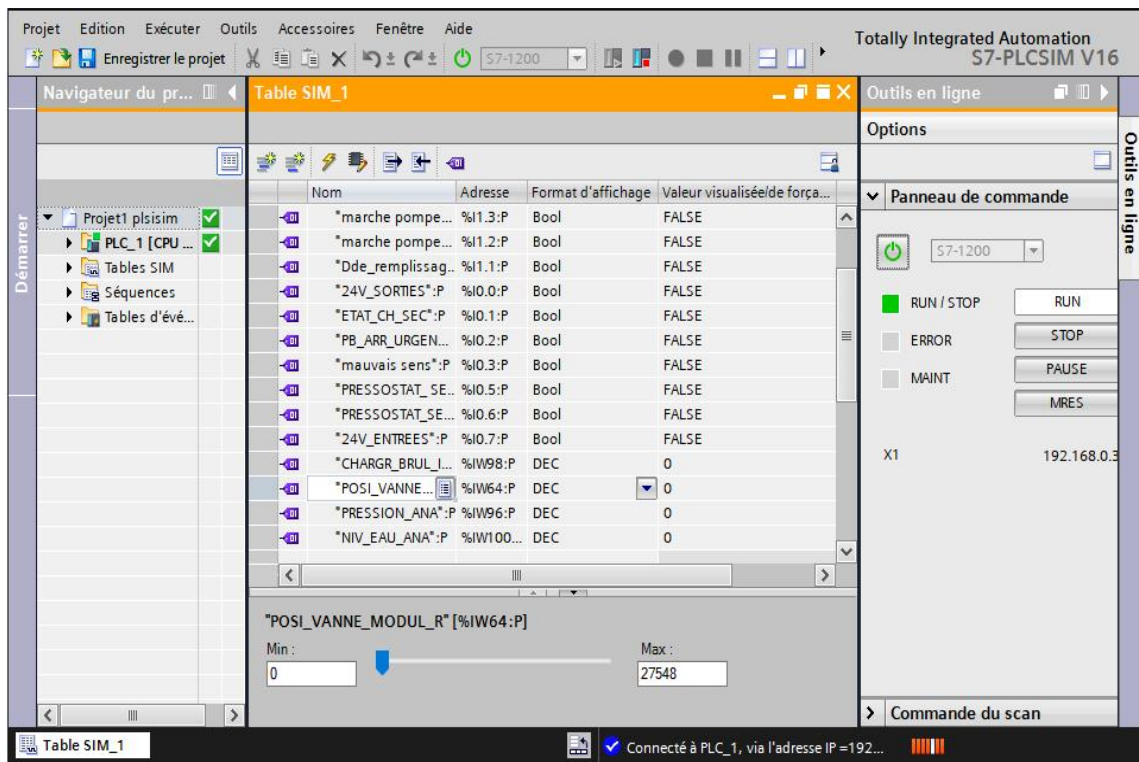 Projet Edition Exécuter Outils Accessoires Fenêtre Aide
Totally Integrated Automation
S7-PLCSIM V16
Enregistrer le projet S7-1200
Navigateur du pr... Table SIM_1 Outils en ligne
Options
Nom Adresse Format d'affichage Valeur visualisée/de força...
Panneau de commande
"marche pompe... %I1.3:P Bool FALSE
"marche pompe... %I1.2:P Bool FALSE
"Dde_remplissag.. %I1.1:P Bool FALSE
"24V_SORTIES":P %I0.0:P Bool FALSE
"ETAT_CH_SEC":P %I0.1:P Bool FALSE
"PB_ARR_URGEN... %I0.2:P Bool FALSE
"mauvais sens":P %I0.3:P Bool FALSE
"PRESSOSTAT_ SE.. %I0.5:P Bool FALSE
"PRESSOSTAT_SE... %I0.6:P Bool FALSE
"24V_ENTREES":P %I0.7:P Bool FALSE
"CHARGR_BRUL_I... %IW98:P DEC 0
"POSI_VANNE... %IW64:P DEC 0
"PRESSION_ANA":P %IW96:P DEC 0
"NIV_EAU_ANA":P %IW100... DEC 0
Projet1 plsisim
PLC_1 [CPU ...
Tables SIM
Séquences
Tables d'évé...
Démarrer
S7-1200
RUN / STOP RUN
ERROR STOP
MAINT PAUSE
MRES
X1 192.168.0.3
Outils en ligne
"POSI_VANNE_MODUL_R" [%IW64:P]
Min : Max :
0 27548
Commande du scan
Table SIM_1 Connecté à PLC_1, via l'adresse IP =192...